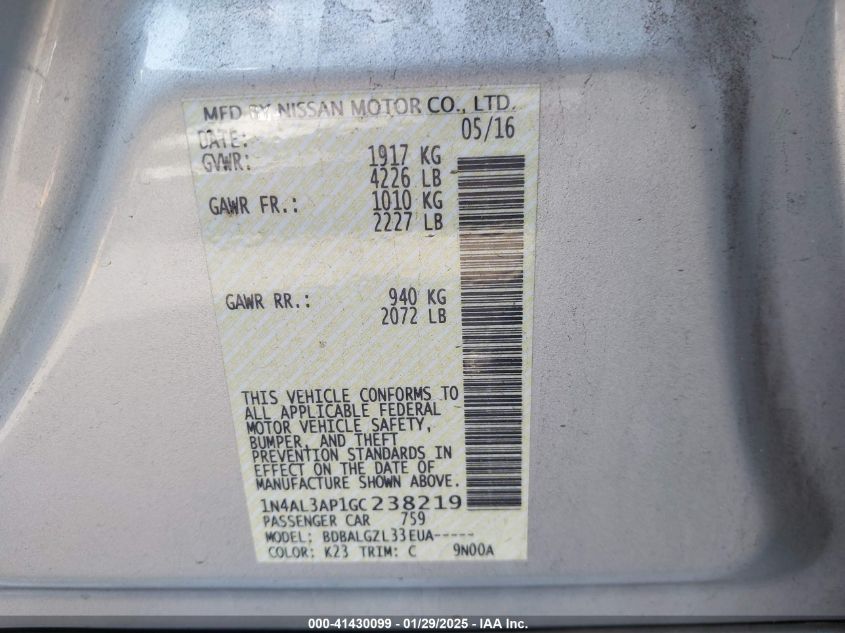 MFD BY NISSAN MOTOR CO., LTD.
DATE: 05/16
GVWR: 1917 KG
4226 LB
GAWR FR.: 1010 KG
2227 LB
GAWR RR.: 940 KG
2072 LB
THIS VEHICLE CONFORMS TO
ALL APPLICABLE FEDERAL
MOTOR VEHICLE SAFETY,
BUMPER, AND THEFT
PREVENTION STANDARDS IN
EFFECT ON THE DATE OF
MANUFACTURE SHOWN ABOVE.
1N4AL3AP1GC238219
PASSENGER CAR 759
MODEL: BDBALGZL33EUA-----
COLOR: K23 TRIM: C 9N00A
000-41430099 - 01/29/2025 - IAA Inc.